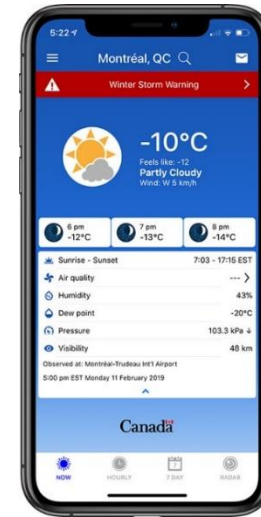 5:22
Montréal, QC
Winter Storm Warning
-10°C
Feels like: -12
Partly Cloudy
Wind: W 5 km/h
6 pm
-12°C
7 pm
-13°C
8 pm
-14°C
Sunrise - Sunset 7:03 - 17:15 EST
Air quality ---
Humidity 43%
Dew point -20°C
Pressure 103.3 kPa ↓
Visibility 48 km
Observed at: Montréal-Trudeau Int'l Airport
5:00 pm EST Monday 11 February 2019
Canada
7
NOW HOURLY 7 DAY RADAR